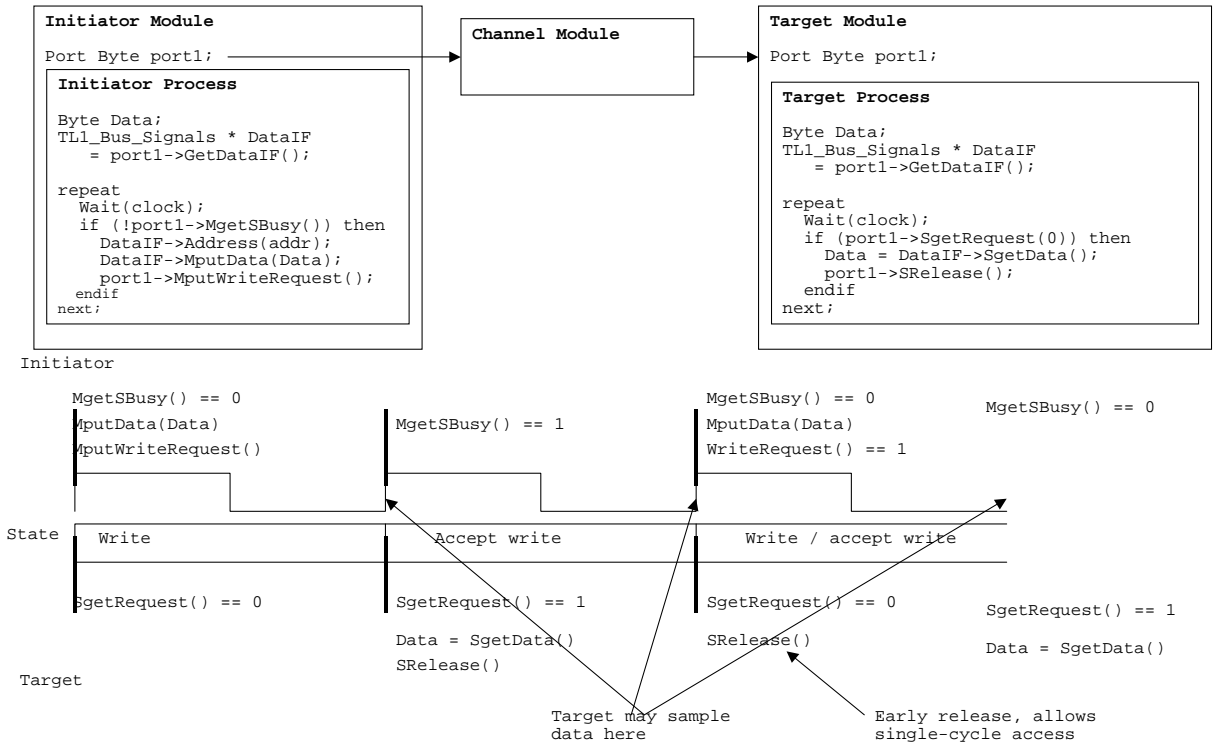 Initiator Module
Port Byte port1;
Initiator Process
Byte Data;
TL1_Bus_Signals * DataIF
= port1->GetDataIF();
repeat
Wait(clock);
if (!port1->MgetSBusy()) then
DataIF->Address(addr);
DataIF->MputData(Data);
port1->MputWriteRequest();
endif
next;
Channel Module
Target Module
Port Byte port1;
Target Process
Byte Data;
TL1_Bus_Signals * DataIF
= port1->GetDataIF();
repeat
Wait(clock);
if (port1->SgetRequest(0)) then
Data = DataIF->SgetData();
port1->SRelease();
endif
next;
Initiator
MgetSBusy() == 0
MputData(Data)
MputWriteRequest()
MgetSBusy() == 1
MgetSBusy() == 0
MputData(Data)
WriteRequest() == 1
MgetSBusy() == 0
State
Write
Accept write
Write / accept write
SgetRequest() == 0
SgetRequest() == 1
Data = SgetData()
SRelease()
SgetRequest() == 0
SRelease()
SgetRequest() == 1
Data = SgetData()
Target
Target may sample
data here
Early release, allows
single-cycle access